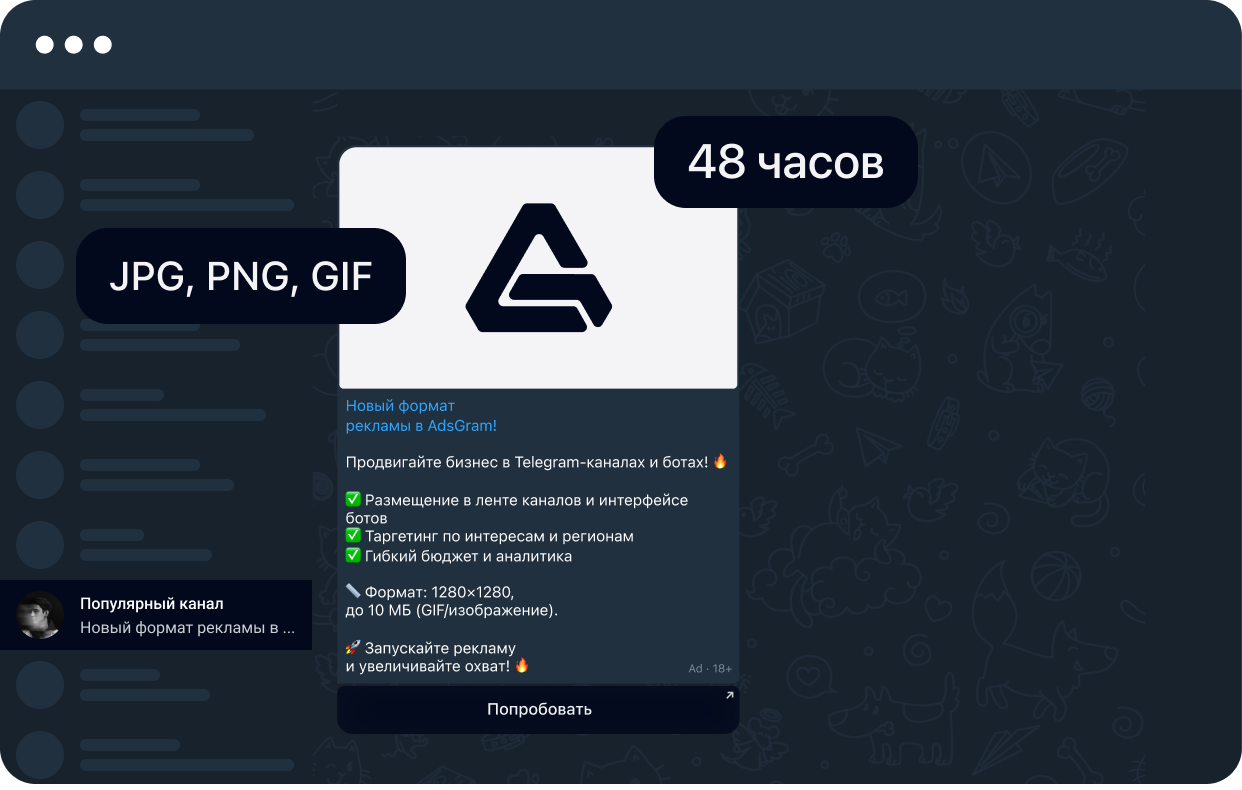 48 часов
JPG, PNG, GIF
Новый формат
рекламы в AdsGram!
Продвигайте бизнес в Telegram-каналах и ботах! 🔥
✅ Размещение в ленте каналов и интерфейсе
ботов
✅ Таргетинг по интересам и регионам
✅ Гибкий бюджет и аналитика
📏 Формат: 1280×1280,
до 10 МБ (GIF/изображение).
🚀 Запускайте рекламу
и увеличивайте охват! 🔥
Ad · 18+
Попробовать
Популярный канал
Новый формат рекламы в ...